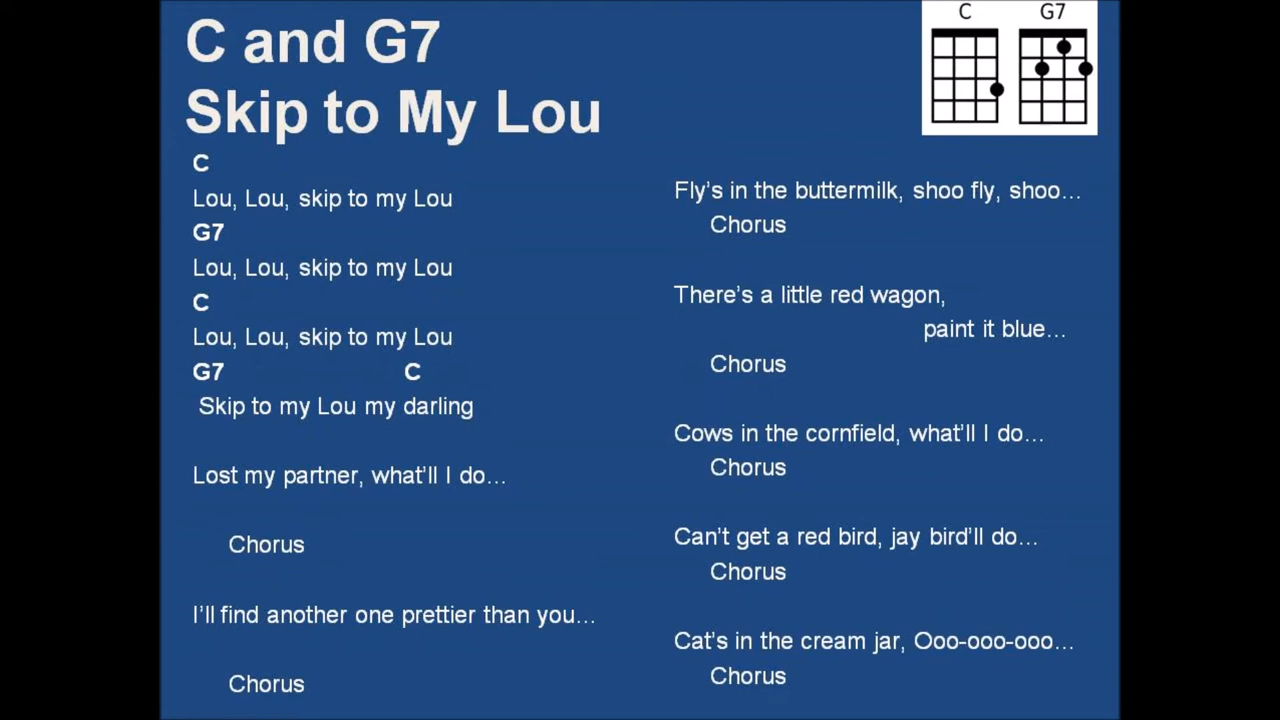 C and G7
Skip to My Lou
C G7
C
Lou, Lou, skip to my Lou
G7
Lou, Lou, skip to my Lou
C
Lou, Lou, skip to my Lou
G7 C
Skip to my Lou my darling
Lost my partner, what'll I do...
Chorus
I'll find another one prettier than you...
Chorus
Fly's in the buttermilk, shoo fly, shoo...
Chorus
There's a little red wagon,
paint it blue...
Chorus
Cows in the cornfield, what'll I do...
Chorus
Can't get a red bird, jay bird'll do...
Chorus
Cat's in the cream jar, Ooo-ooo-ooo...
Chorus